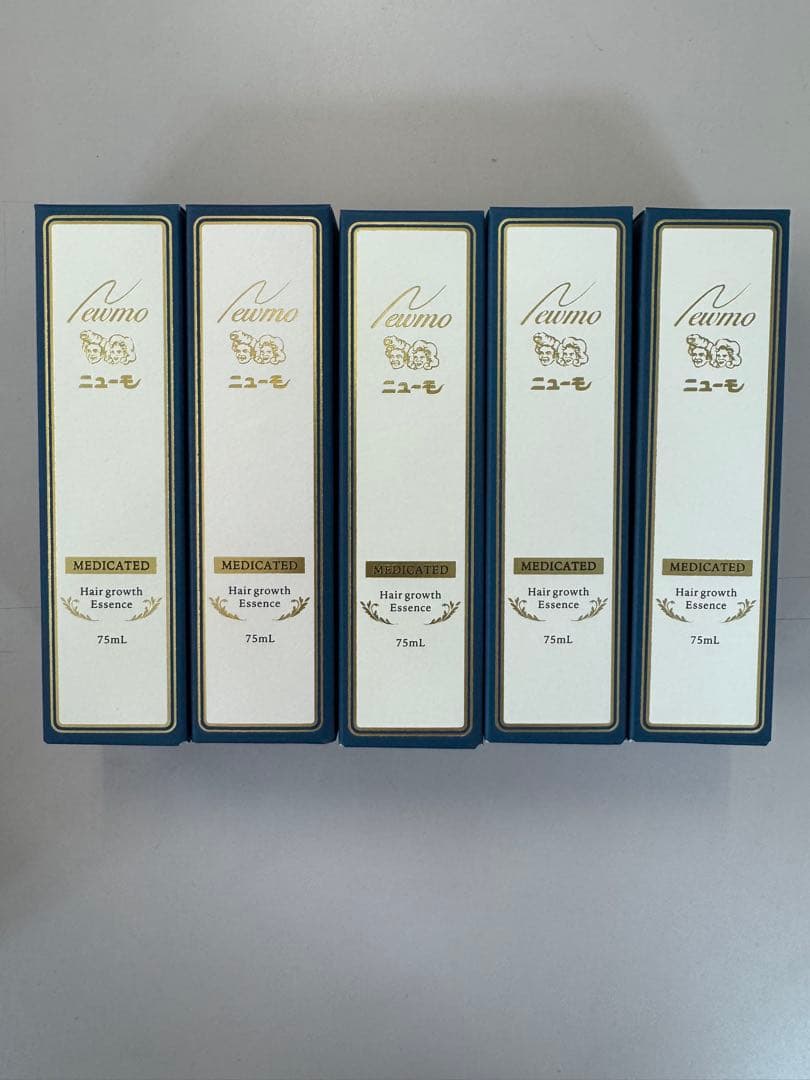 Newmo
ニューモ
MEDICATED
Hair growth
Essence
75mL
Newmo
ニューモ
MEDICATED
Hair growth
Essence
75mL
Newmo
ニューモ
MEDICATED
Hair growth
Essence
75mL
Newmo
ニューモ
MEDICATED
Hair growth
Essence
75mL
Newmo
ニューモ
MEDICATED
Hair growth
Essence
75mL